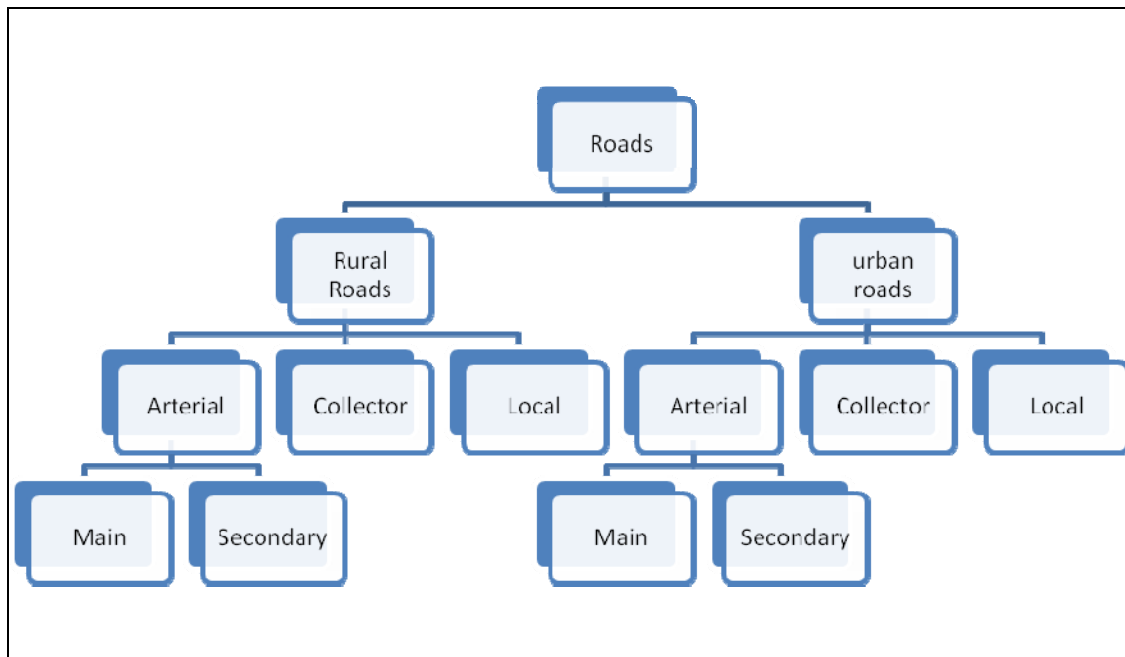 Roads
Rural
Roads
urban
roads
Arterial
Collector
Local
Arterial
Collector
Local
Main
Secondary
Main
Secondary